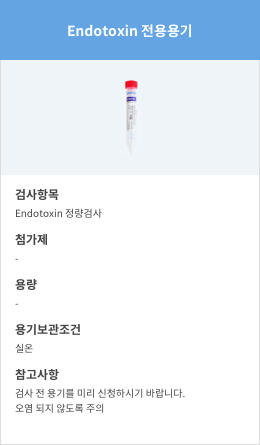 Endotoxin 전용용기
검사항목
Endotoxin 정량검사
첨가제
-
용량
-
용기보관조건
실온
참고사항
검사 전 용기를 미리 신청하시기 바랍니다.
오염 되지 않도록 주의